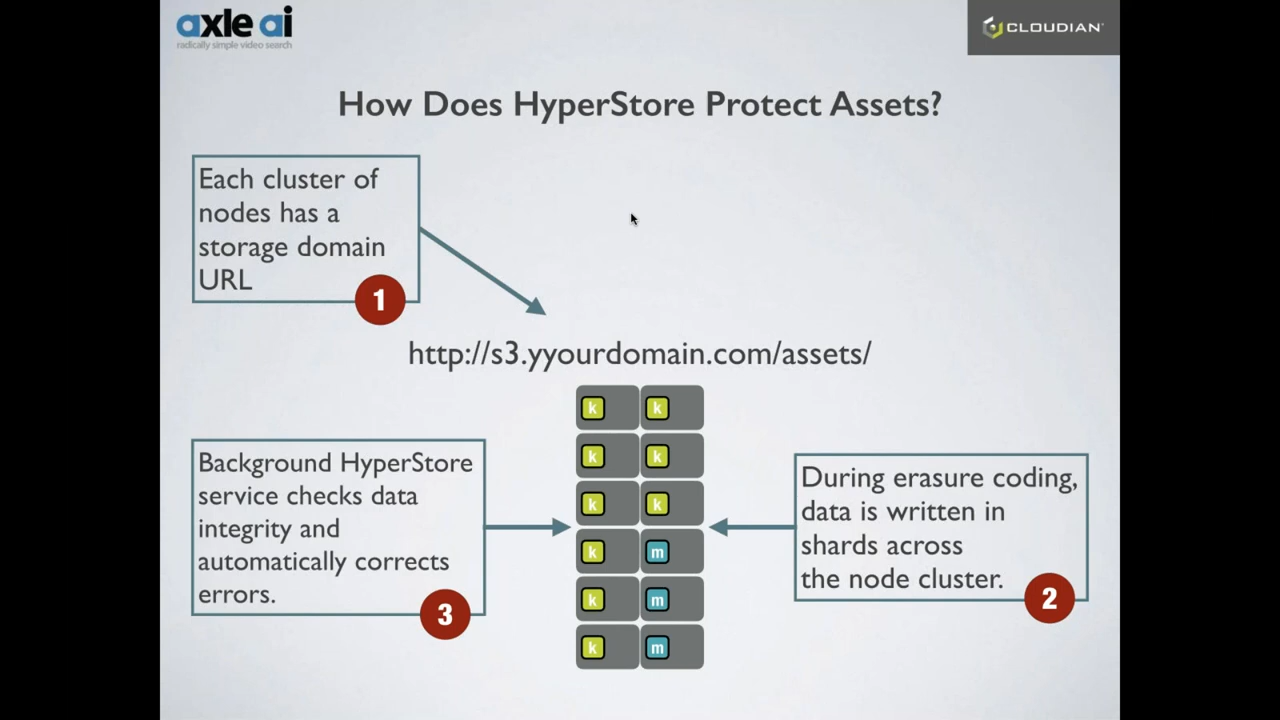 axle ai
radically simple video search
CLOUDIAN
How Does HyperStore Protect Assets?
Each cluster of
nodes has a
storage domain
URL
1
http://s3.yyourdomain.com/assets/
k k
k k
k k
k m
k m
k m
Background HyperStore
service checks data
integrity and
automatically corrects
errors.
3
During erasure coding,
data is written in
shards across
the node cluster.
2